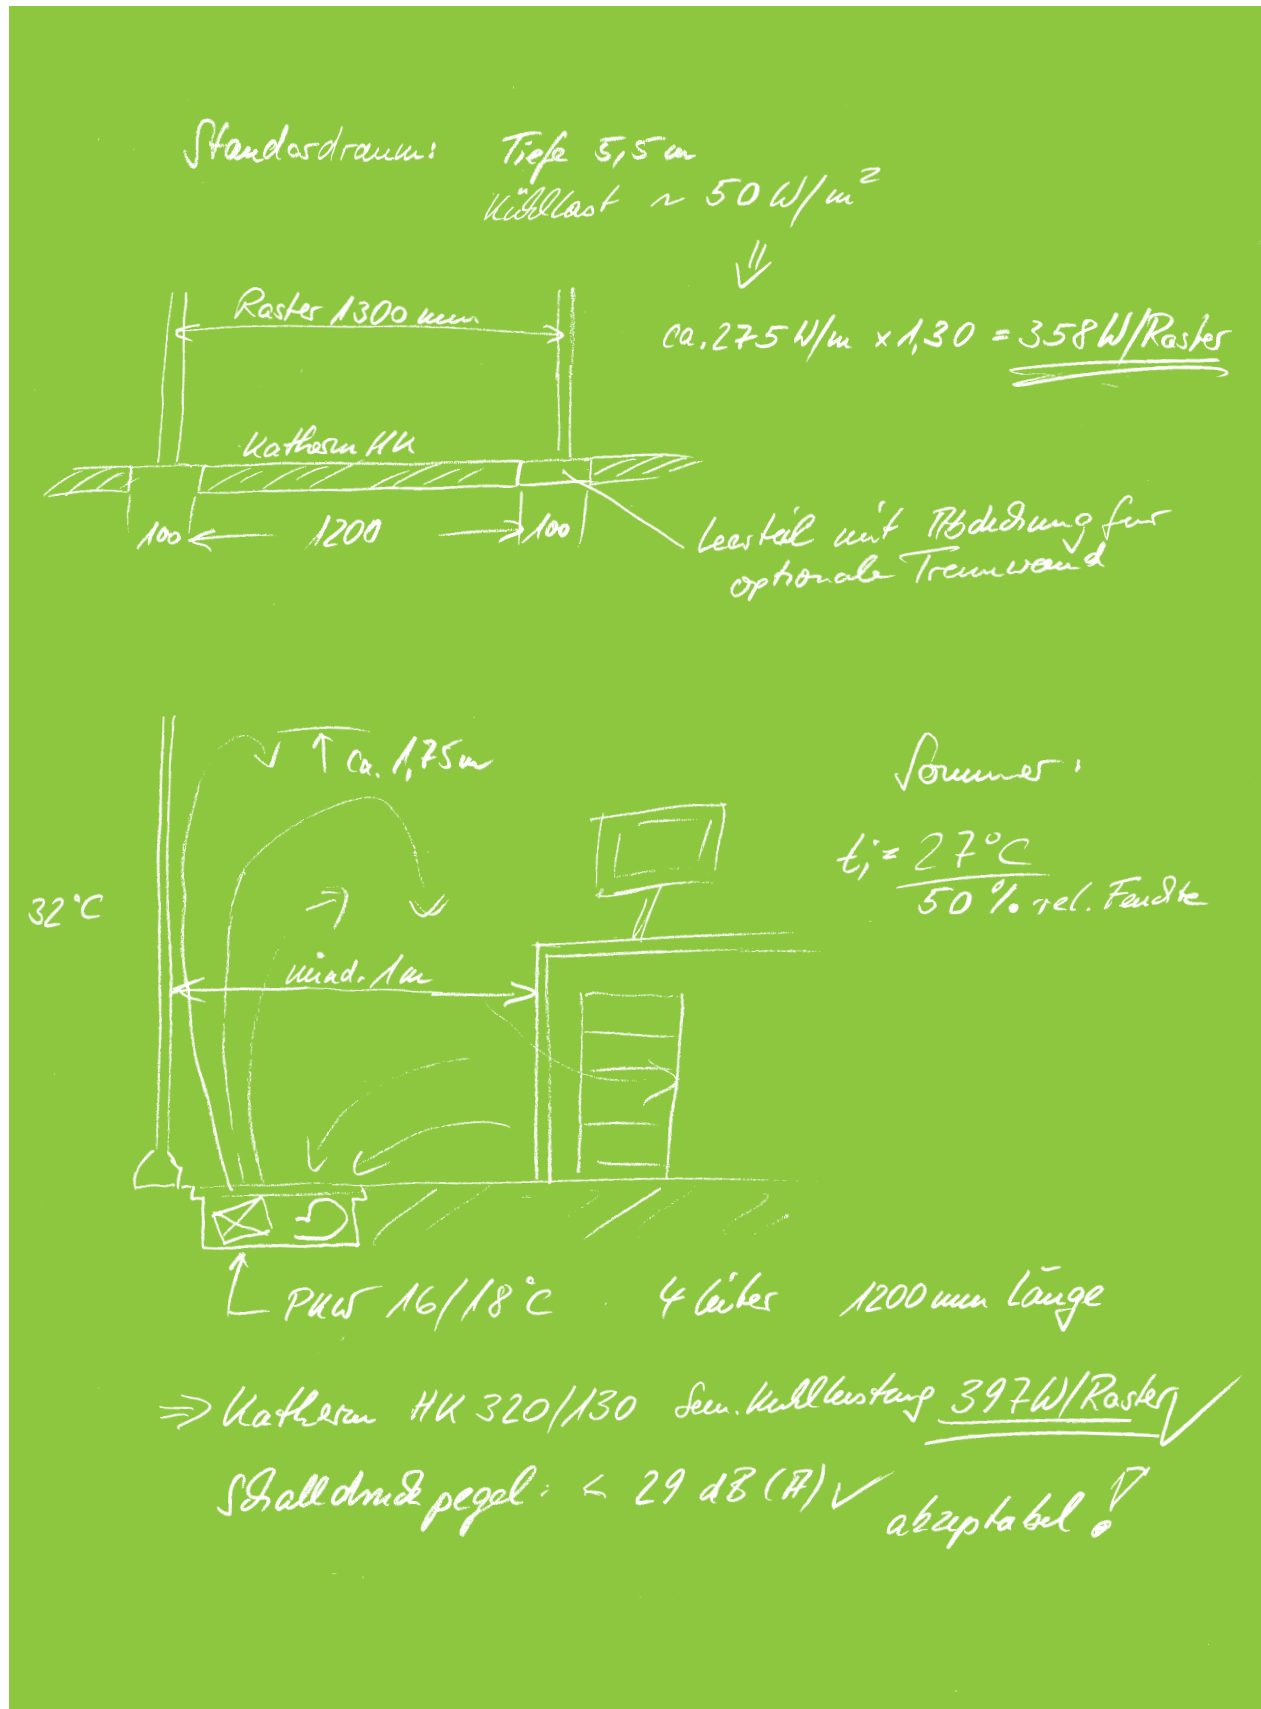 Standardraum: Tiefe 5,5 m
Kühllast ~ 50 W/m²
⇓
ca. 275 W/m x 1,30 = 358 W/Raster
Raster 1300 mm
Katherm HK
100 1200 100
Leerteil mit Abdeckung für
optionale Trennwand
ca. 1,75 m
Sommer:
ti = 27°C
50 % rel. Feuchte
32°C
mind. 1 m
PKW 16/18°C 4 Leiter 1200 mm Länge
⇒ Katherm HK 320/130 Sen. Kühlleistung 397 W/Raster ✓
Schalldruckpegel: < 29 dB (A) ✓
akzeptabel!